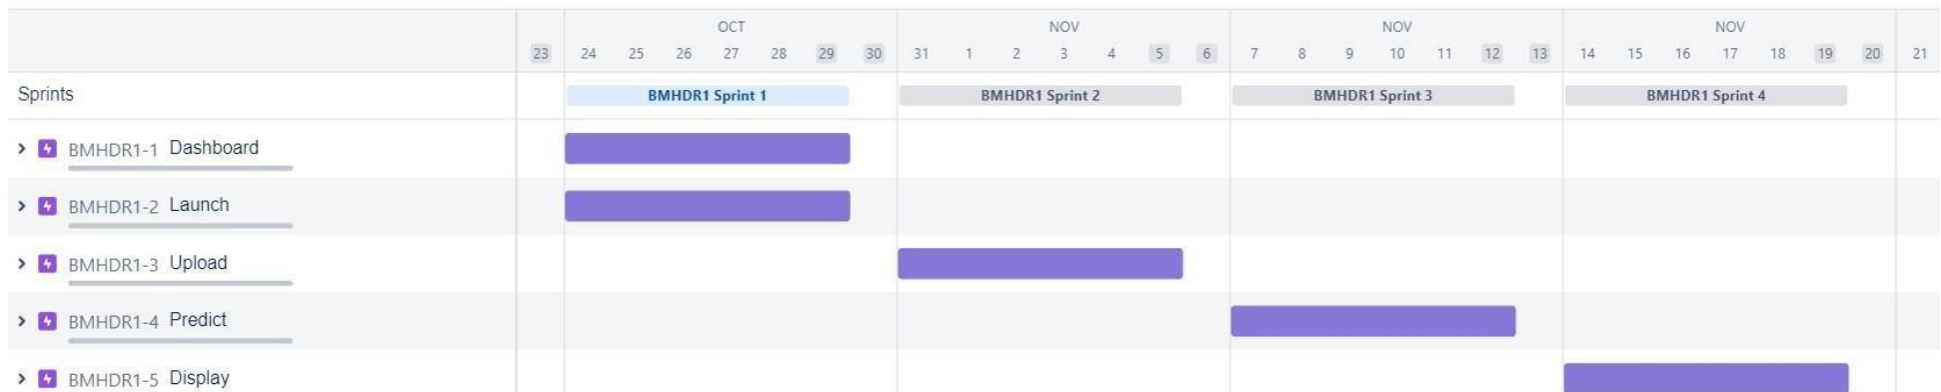 OCT NOV NOV NOV
23 24 25 26 27 28 29 30 31 1 2 3 4 5 6 7 8 9 10 11 12 13 14 15 16 17 18 19 20 21
Sprints BMHDR1 Sprint 1 BMHDR1 Sprint 2 BMHDR1 Sprint 3 BMHDR1 Sprint 4
BMHDR1-1 Dashboard
BMHDR1-2 Launch
BMHDR1-3 Upload
BMHDR1-4 Predict
BMHDR1-5 Display